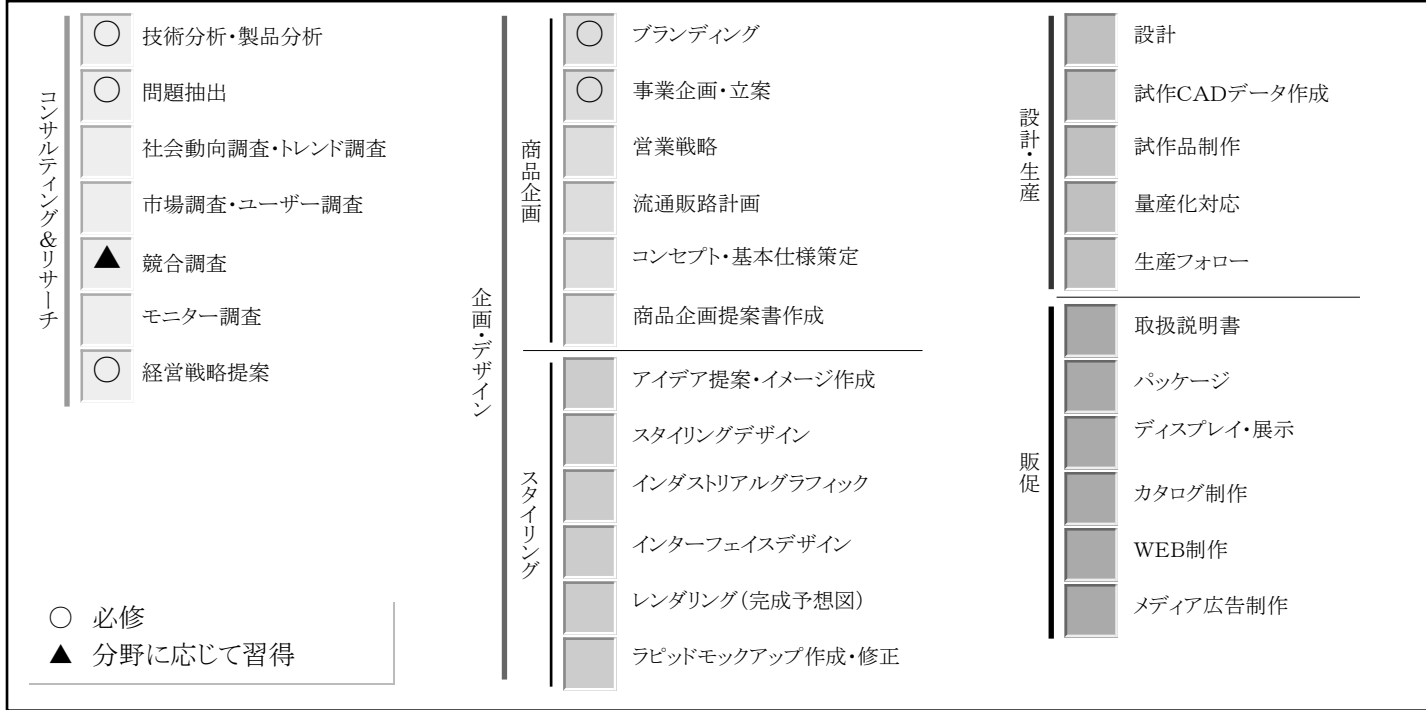 コンサルティング&リサーチ
○ 技術分析・製品分析
○ 問題抽出
社会動向調査・トレンド調査
市場調査・ユーザー調査
▲ 競合調査
モニター調査
○ 経営戦略提案
○ 必修
▲ 分野に応じて習得
企画・デザイン
商品企画
○ ブランディング
○ 事業企画・立案
営業戦略
流通販路計画
コンセプト・基本仕様策定
商品企画提案書作成
スタイリング
アイデア提案・イメージ作成
スタイリングデザイン
インダストリアルグラフィック
インターフェイスデザイン
レンダリング(完成予想図)
ラピッドモックアップ作成・修正
設計・生産
設計
試作CADデータ作成
試作品制作
量産化対応
生産フォロー
販促
取扱説明書
パッケージ
ディスプレイ・展示
カタログ制作
WEB制作
メディア広告制作